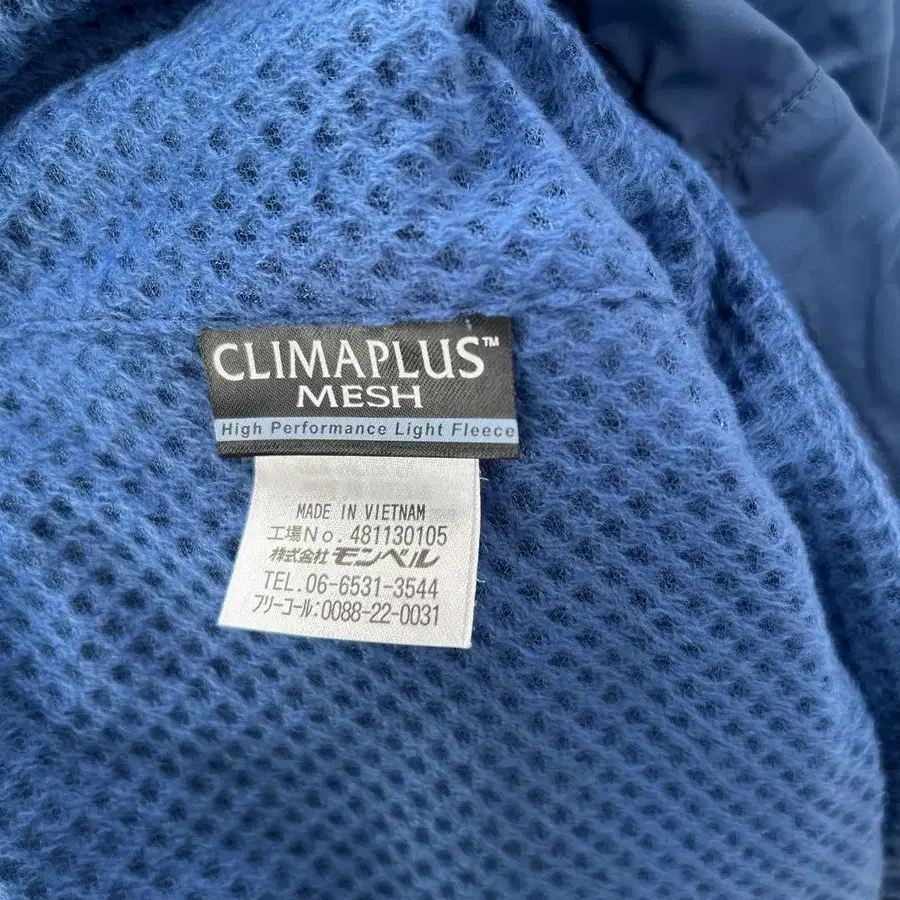 CLIMAPLUS™
MESH
High Performance Light Fleece
MADE IN VIETNAM
工場No.481130105
株式会社モンベル
TEL.06-6531-3544
フリーコール:0088-22-0031